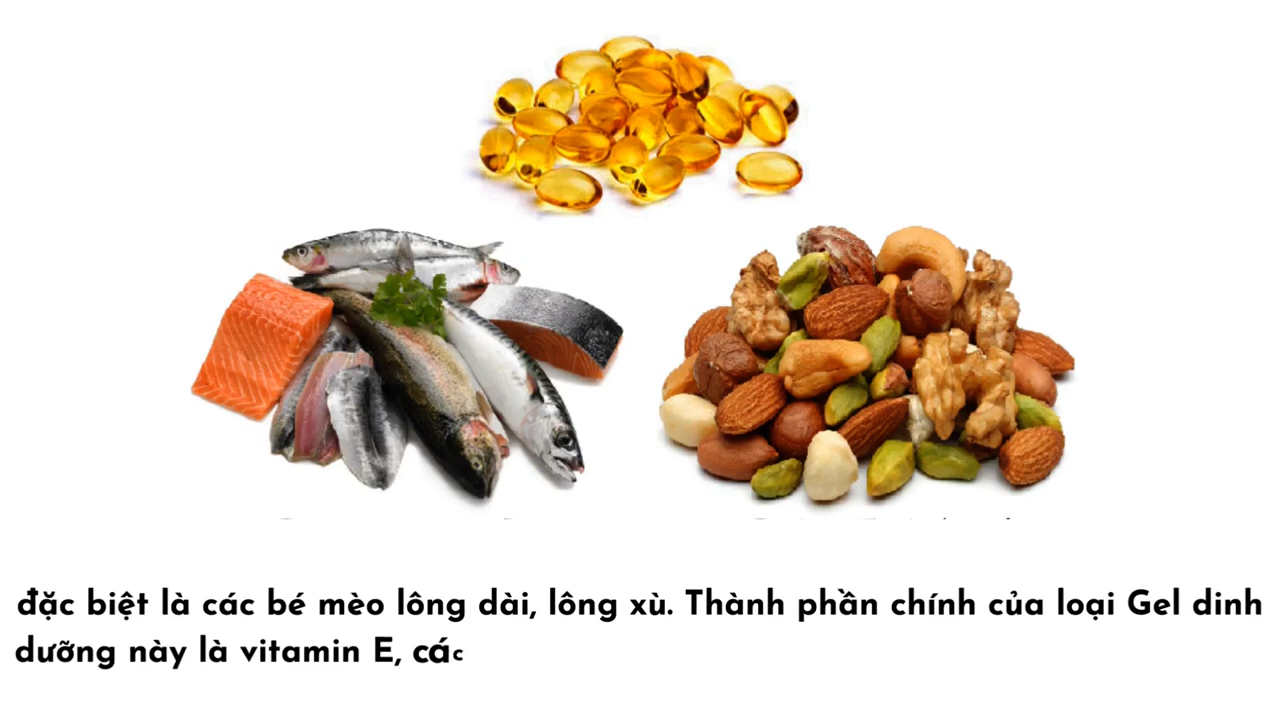 đặc biệt là các bé mèo lông dài, lông xù. Thành phần chính của loại Gel dinh
dưỡng này là vitamin E, các